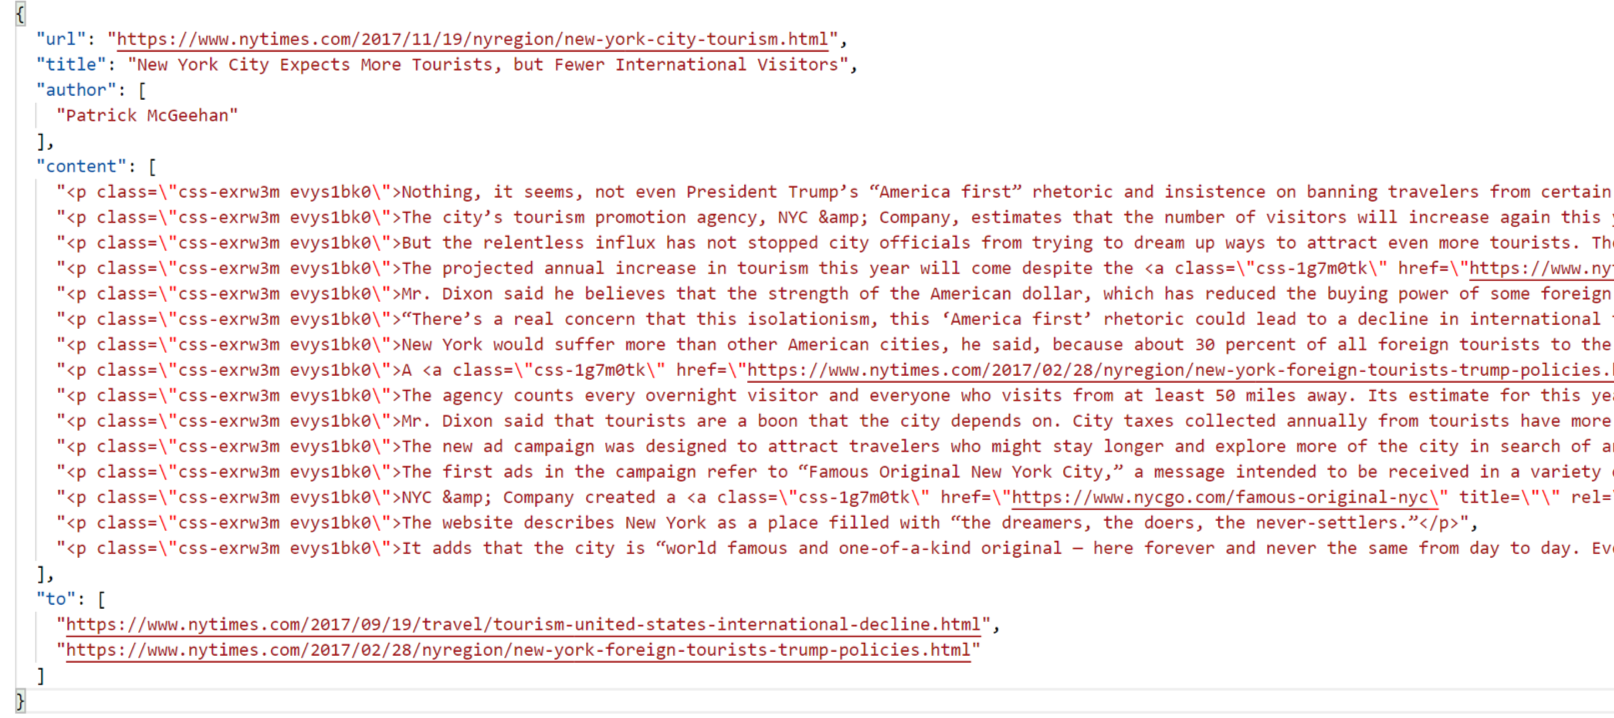 {
"url": "https://www.nytimes.com/2017/11/19/nyregion/new-york-city-tourism.html",
"title": "New York City Expects More Tourists, but Fewer International Visitors",
"author": [
"Patrick McGeehan"
],
"content": [
"<p class=\"css-exrw3m evys1bk0\">Nothing, it seems, not even President Trump’s “America first” rhetoric and insistence on banning travelers from certain
"<p class=\"css-exrw3m evys1bk0\">The city’s tourism promotion agency, NYC &amp; Company, estimates that the number of visitors will increase again this
"<p class=\"css-exrw3m evys1bk0\">But the relentless influx has not stopped city officials from trying to dream up ways to attract even more tourists. Th
"<p class=\"css-exrw3m evys1bk0\">The projected annual increase in tourism this year will come despite the <a class=\"css-1g7m0tk\" href=\"https://www.ny
"<p class=\"css-exrw3m evys1bk0\">Mr. Dixon said he believes that the strength of the American dollar, which has reduced the buying power of some foreign
"<p class=\"css-exrw3m evys1bk0\">“There’s a real concern that this isolationism, this ‘America first’ rhetoric could lead to a decline in international
"<p class=\"css-exrw3m evys1bk0\">New York would suffer more than other American cities, he said, because about 30 percent of all foreign tourists to the
"<p class=\"css-exrw3m evys1bk0\">A <a class=\"css-1g7m0tk\" href=\"https://www.nytimes.com/2017/02/28/nyregion/new-york-foreign-tourists-trump-policies.
"<p class=\"css-exrw3m evys1bk0\">The agency counts every overnight visitor and everyone who visits from at least 50 miles away. Its estimate for this yea
"<p class=\"css-exrw3m evys1bk0\">Mr. Dixon said that tourists are a boon that the city depends on. City taxes collected annually from tourists have more
"<p class=\"css-exrw3m evys1bk0\">The new ad campaign was designed to attract travelers who might stay longer and explore more of the city in search of a
"<p class=\"css-exrw3m evys1bk0\">The first ads in the campaign refer to “Famous Original New York City,” a message intended to be received in a variety
"<p class=\"css-exrw3m evys1bk0\">NYC &amp; Company created a <a class=\"css-1g7m0tk\" href=\"https://www.nycgo.com/famous-original-nyc\" title=\"\" rel=
"<p class=\"css-exrw3m evys1bk0\">The website describes New York as a place filled with “the dreamers, the doers, the never-settlers.”</p>",
"<p class=\"css-exrw3m evys1bk0\">It adds that the city is “world famous and one-of-a-kind original — here forever and never the same from day to day. Ev
],
"to": [
"https://www.nytimes.com/2017/09/19/travel/tourism-united-states-international-decline.html",
"https://www.nytimes.com/2017/02/28/nyregion/new-york-foreign-tourists-trump-policies.html"
]
}